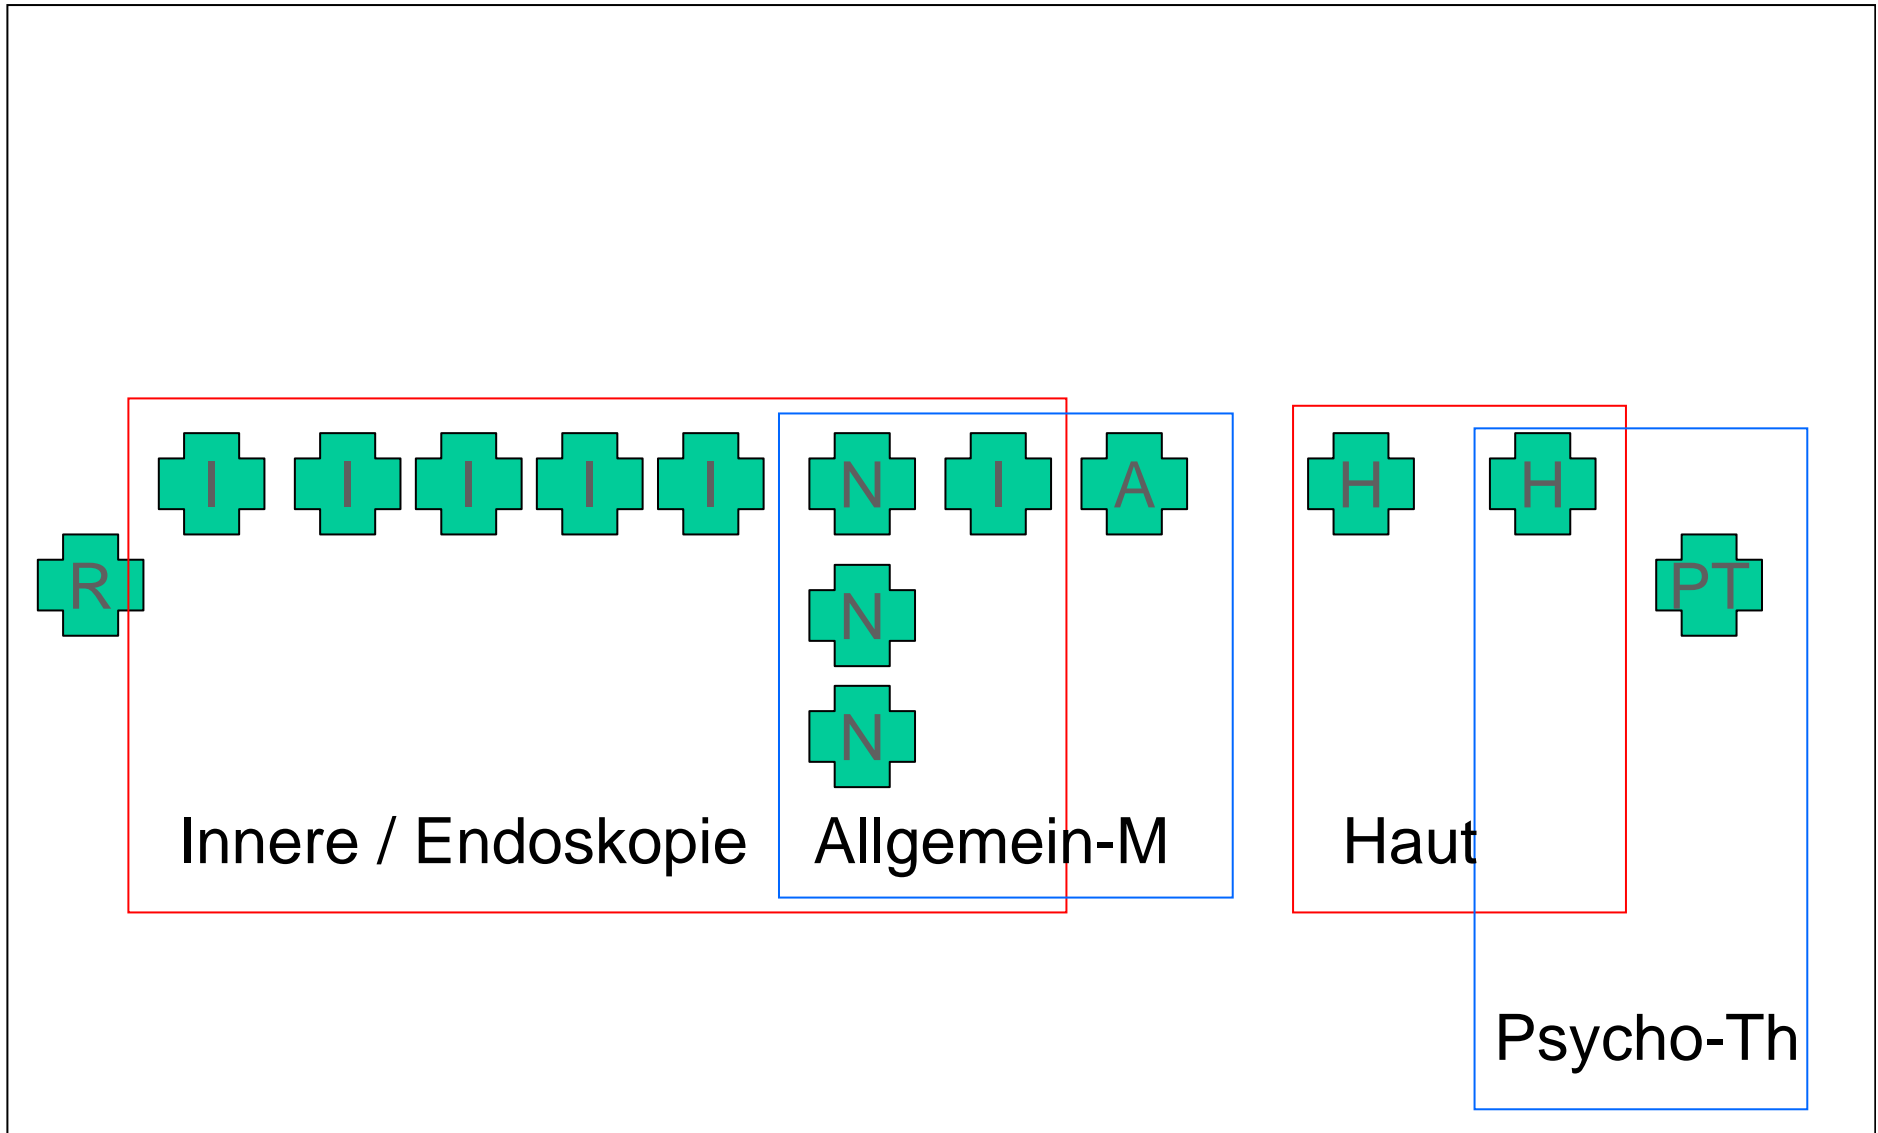 I I I I I N I A H H
R N PT
N
Innere / Endoskopie Allgemein-M Haut
Psycho-Th